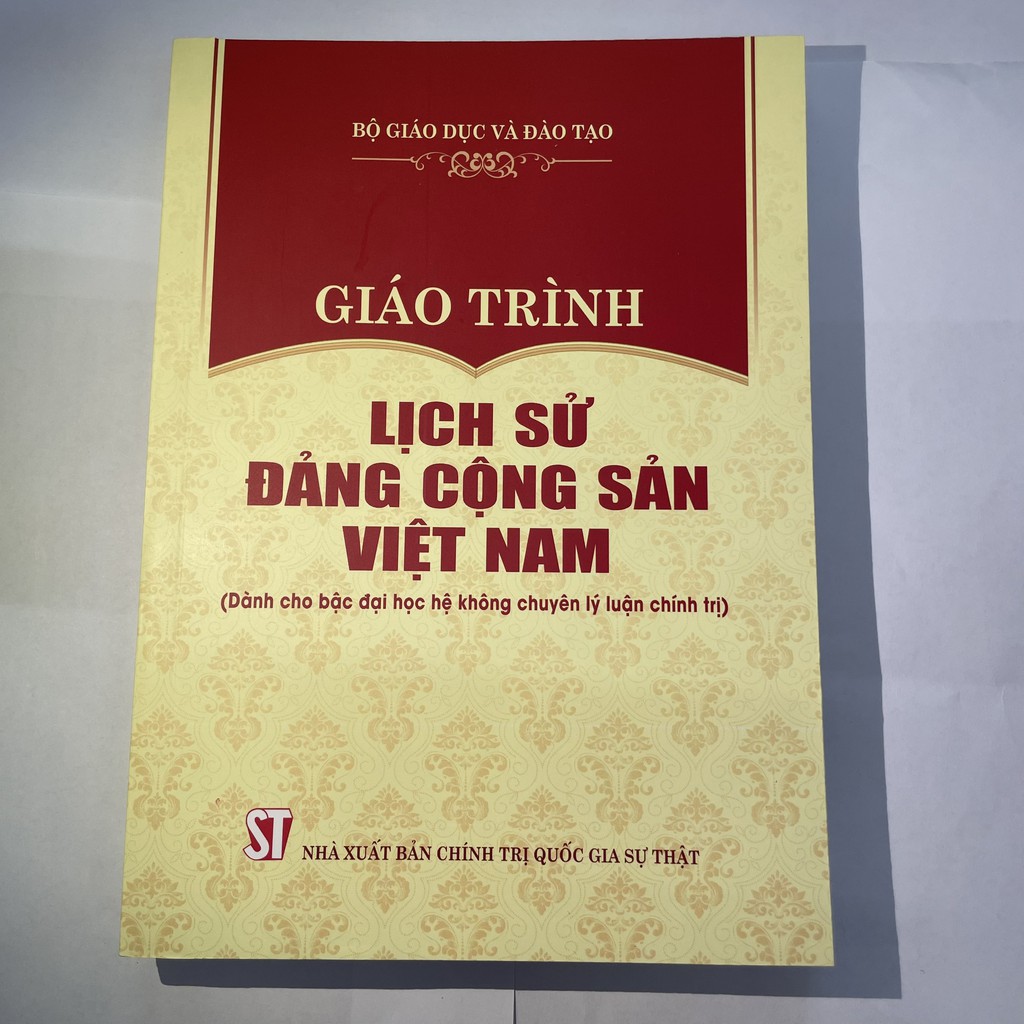 BỘ GIÁO DỤC VÀ ĐÀO TẠO
GIÁO TRÌNH
LỊCH SỬ
ĐẢNG CỘNG SẢN
VIỆT NAM
(Dành cho bậc đại học hệ không chuyên lý luận chính trị)
ST NHÀ XUẤT BẢN CHÍNH TRỊ QUỐC GIA SỰ THẬT